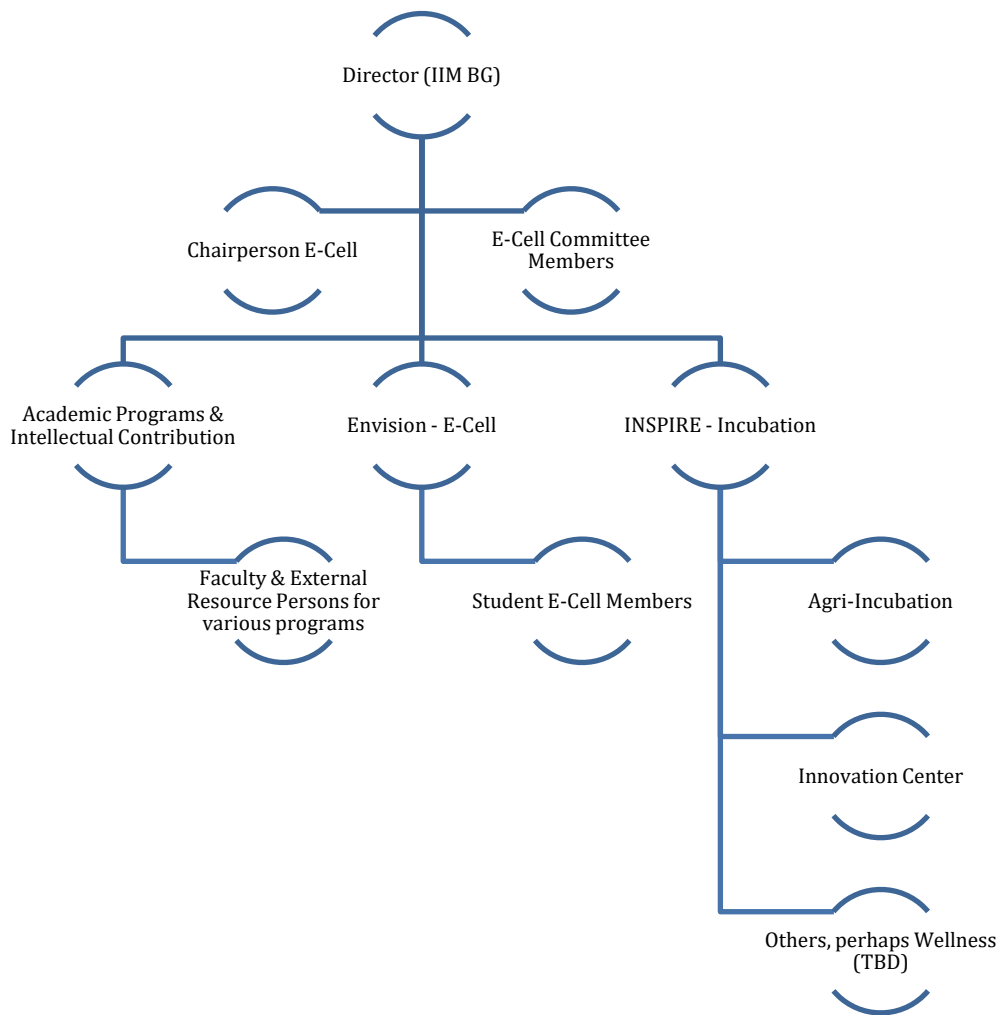 Director (IIM BG)
Chairperson E-Cell
E-Cell Committee
Members
Academic Programs &
Intellectual Contribution
Envision - E-Cell
INSPIRE - Incubation
Faculty & External
Resource Persons for
various programs
Student E-Cell Members
Agri-Incubation
Innovation Center
Others, perhaps Wellness
(TBD)